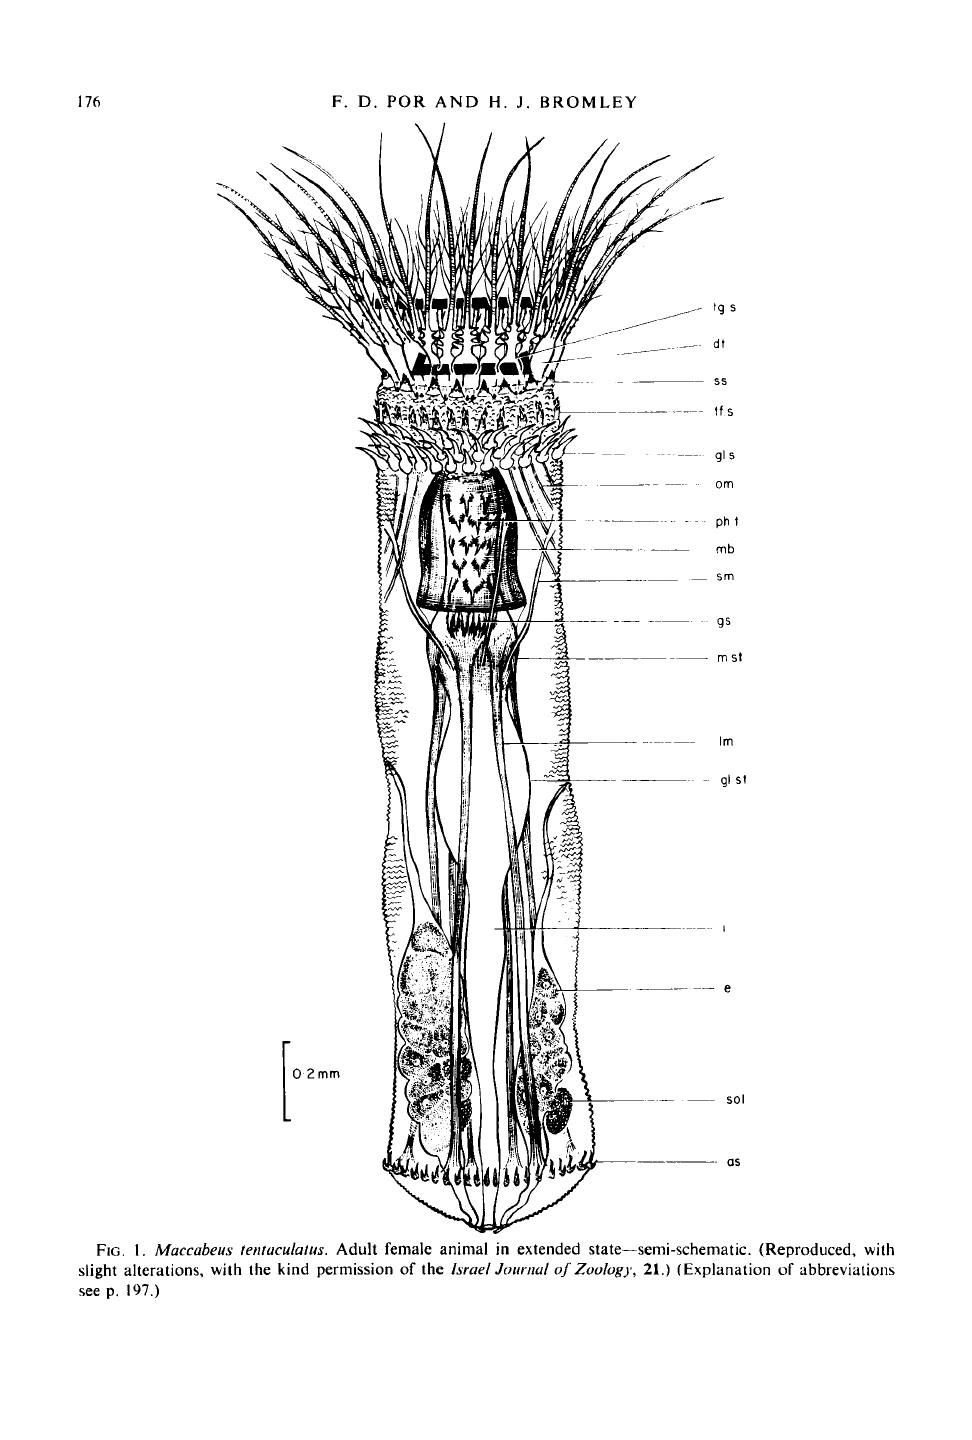 176
F. D. POR AND H. J. BROMLEY
tg s
dt
ss
tf s
gl s
om
ph t
mb
sm
gs
m st
lm
gl st
i
e
0·2mm
sol
as
FIG. 1. Maccabeus tentaculatus. Adult female animal in extended state—semi-schematic. (Reproduced, with
slight alterations, with the kind permission of the Israel Journal of Zoology, 21.) (Explanation of abbreviations
see p. 197.)